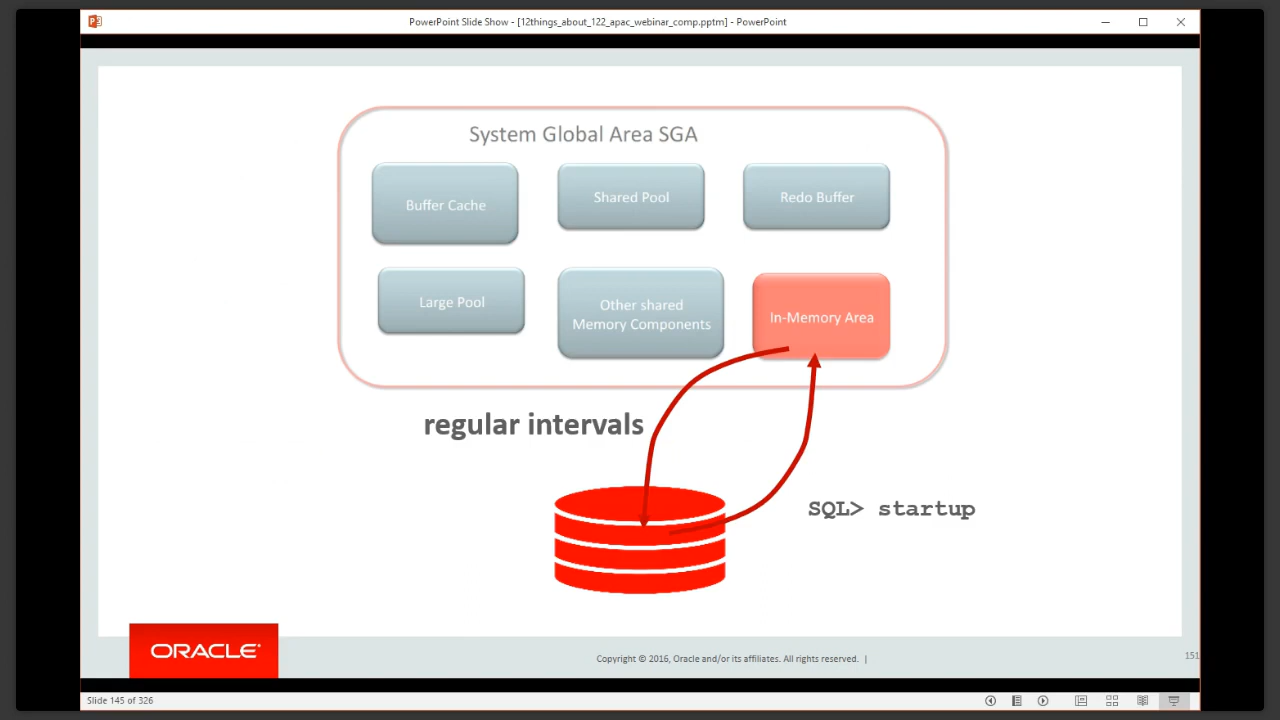 PowerPoint Slide Show - [12things_about_122_apac_webinar_comp.pptm] - PowerPoint
System Global Area SGA
Buffer Cache
Shared Pool
Redo Buffer
Large Pool
Other shared
Memory Components
In-Memory Area
regular intervals
SQL> startup
ORACLE®
Copyright © 2016, Oracle and/or its affiliates. All rights reserved. |
151
Slide 145 of 326